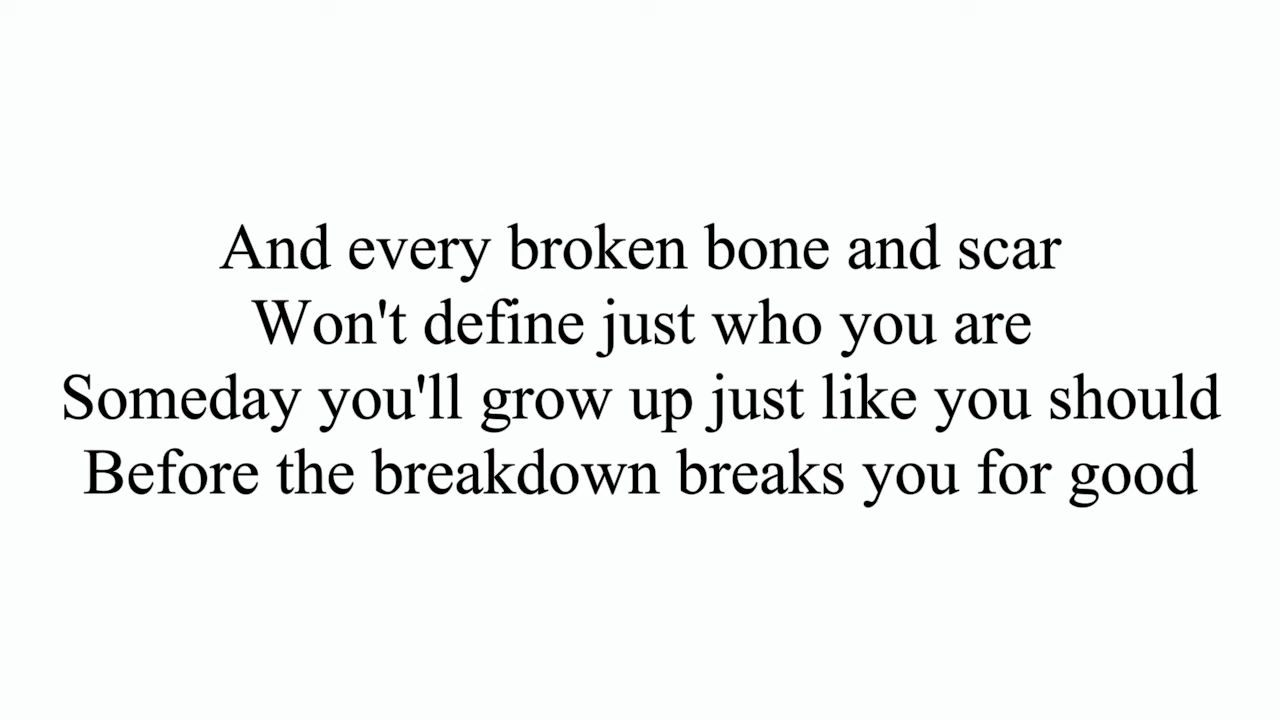 And every broken bone and scar
Won't define just who you are
Someday you'll grow up just like you should
Before the breakdown breaks you for good